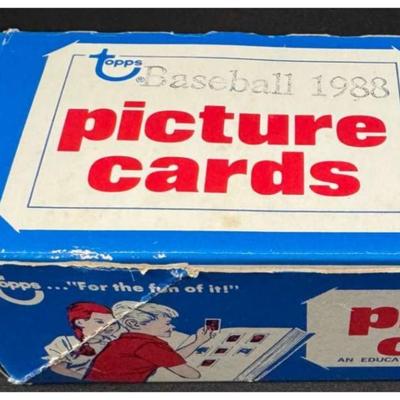 topps
® Baseball 1988
picture
cards
topps ... "For the fun of it!"
AN EDUCA